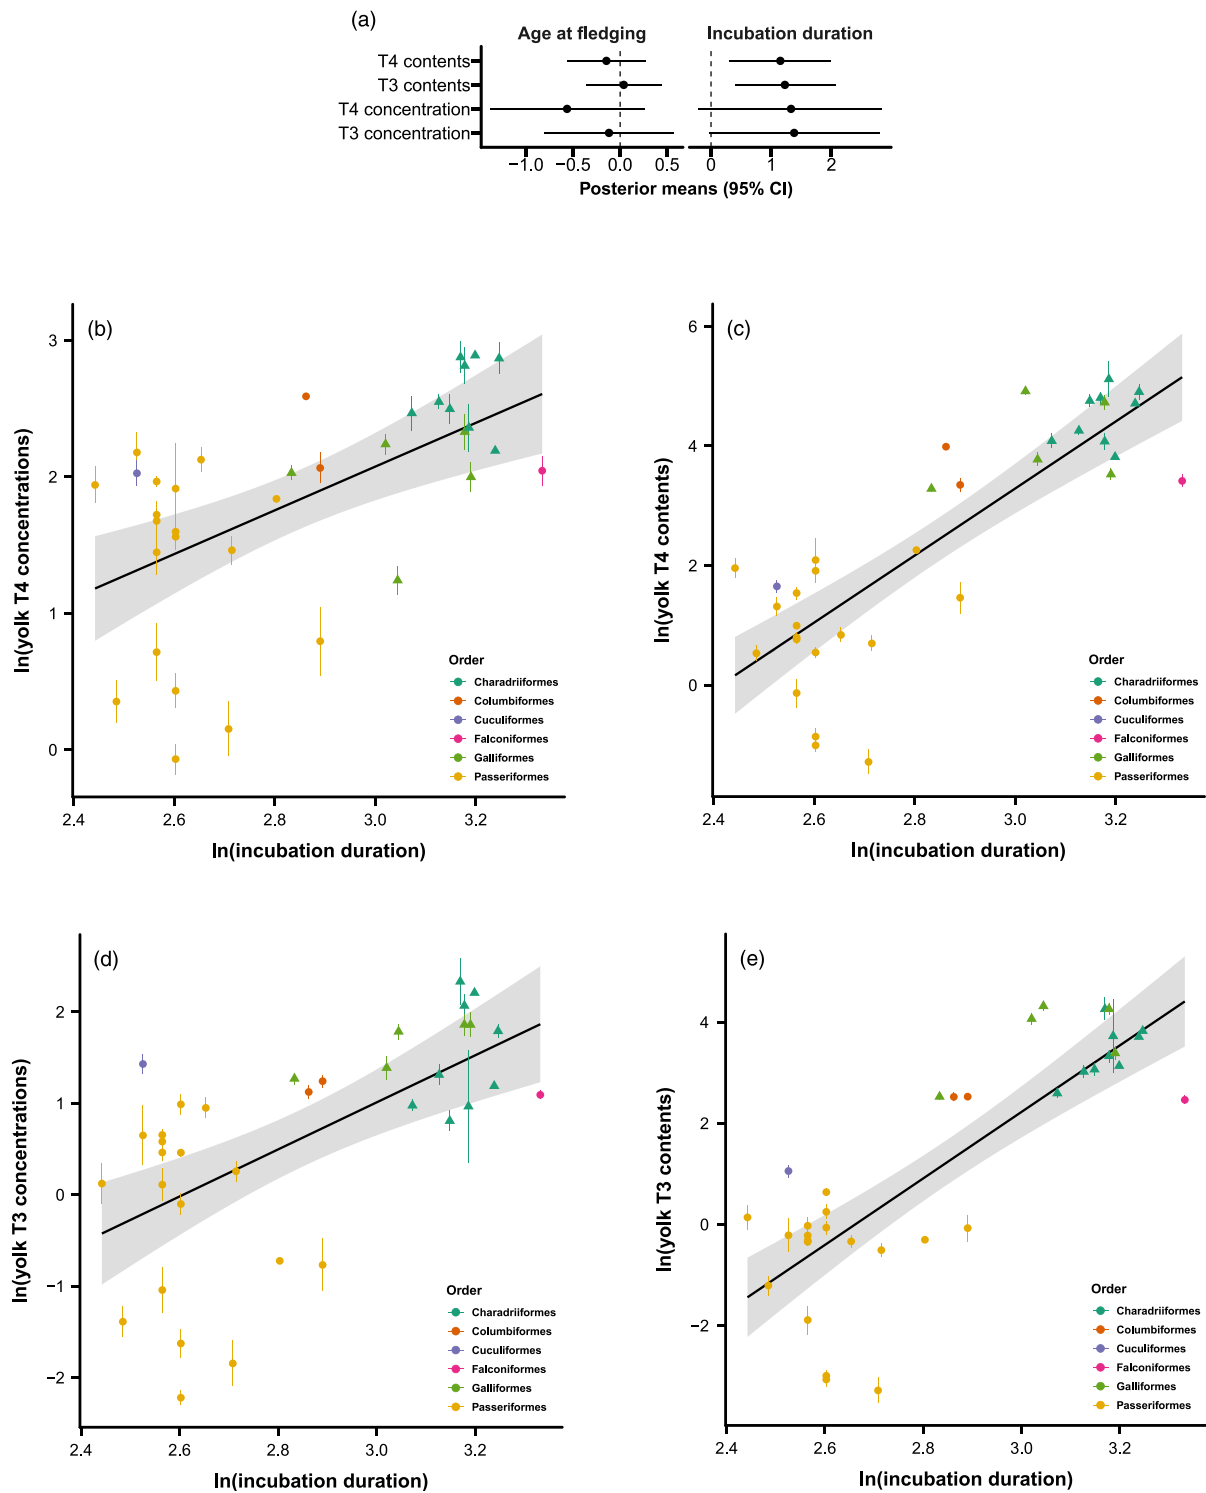 (a)
Age at fledging Incubation duration
T4 contents
T3 contents
T4 concentration
T3 concentration
−1.0 −0.5 0.0 0.5 0 1 2
Posterior means (95% CI)
(b)
3
2
1
0
ln(yolk T4 concentrations)
Order
Charadriiformes
Columbiformes
Cuculiformes
Falconiformes
Galliformes
Passeriformes
2.4 2.6 2.8 3.0 3.2
ln(incubation duration)
(c)
6
4
2
0
ln(yolk T4 contents)
Order
Charadriiformes
Columbiformes
Cuculiformes
Falconiformes
Galliformes
Passeriformes
2.4 2.6 2.8 3.0 3.2
ln(incubation duration)
(d)
2
1
0
−1
−2
ln(yolk T3 concentrations)
Order
Charadriiformes
Columbiformes
Cuculiformes
Falconiformes
Galliformes
Passeriformes
2.4 2.6 2.8 3.0 3.2
ln(incubation duration)
(e)
4
2
0
−2
ln(yolk T3 contents)
Order
Charadriiformes
Columbiformes
Cuculiformes
Falconiformes
Galliformes
Passeriformes
2.4 2.6 2.8 3.0 3.2
ln(incubation duration)